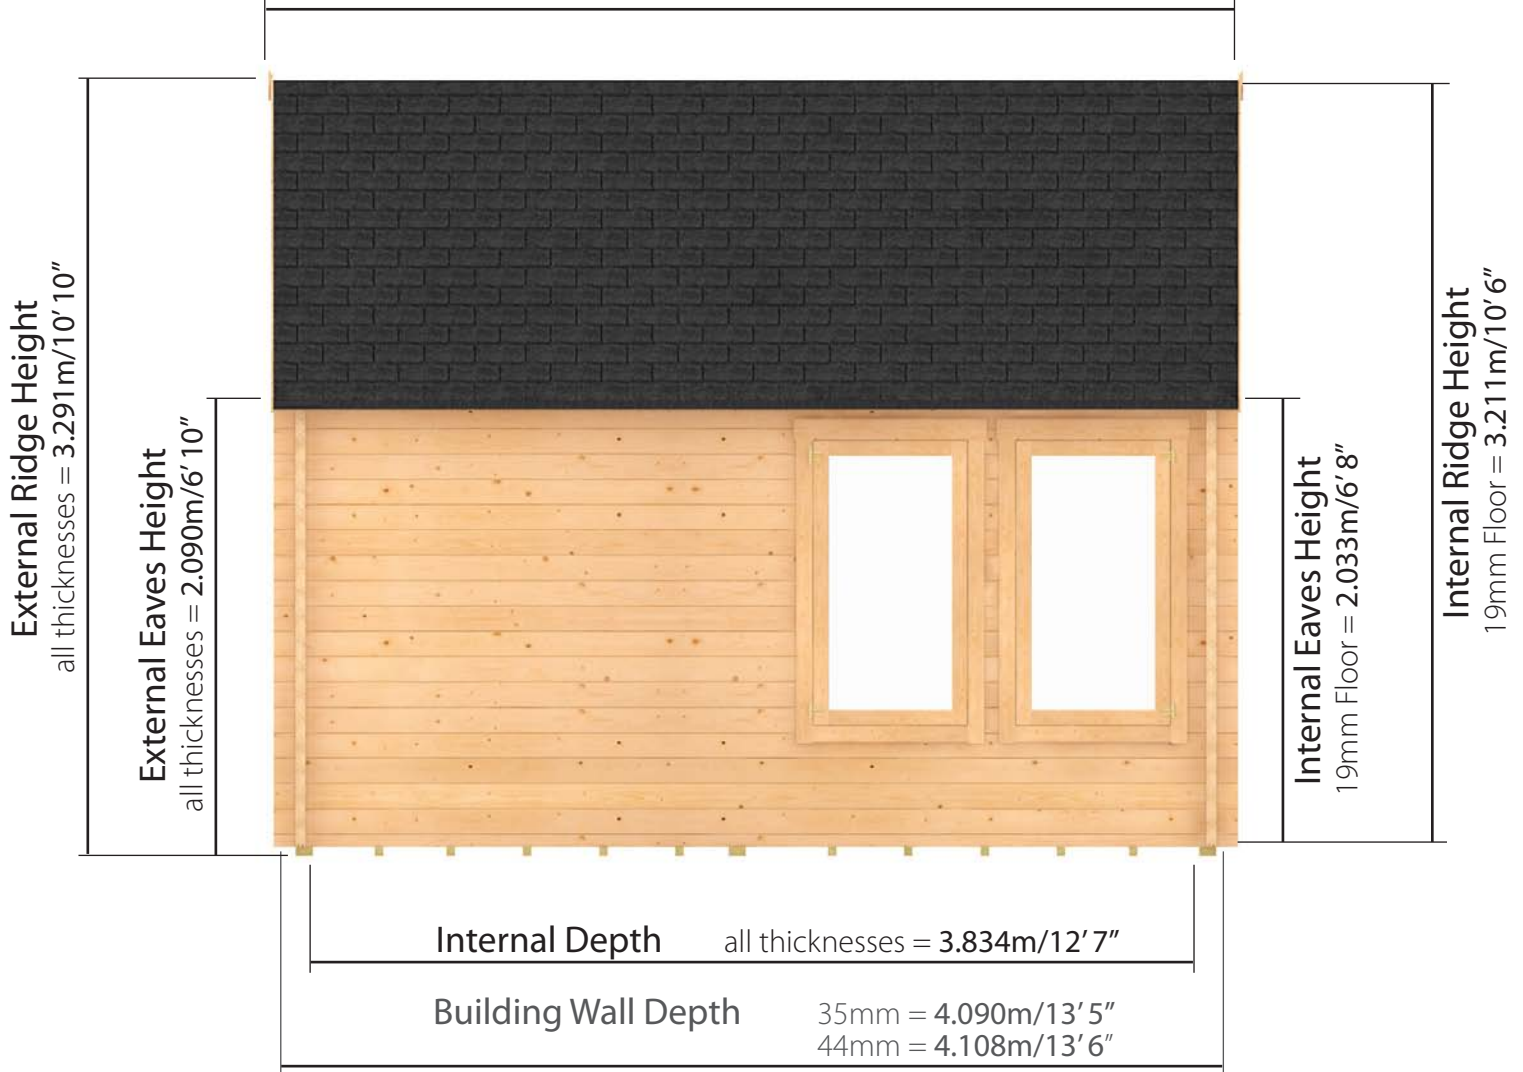 External Ridge Height
all thicknesses = 3.291m/10’ 10”
External Eaves Height
all thicknesses = 2.090m/6’ 10”
Internal Eaves Height
19mm Floor = 2.033m/6’ 8”
Internal Ridge Height
19mm Floor = 3.211m/10’ 6”
Internal Depth all thicknesses = 3.834m/12’ 7”
Building Wall Depth 35mm = 4.090m/13’ 5”
44mm = 4.108m/13’ 6”